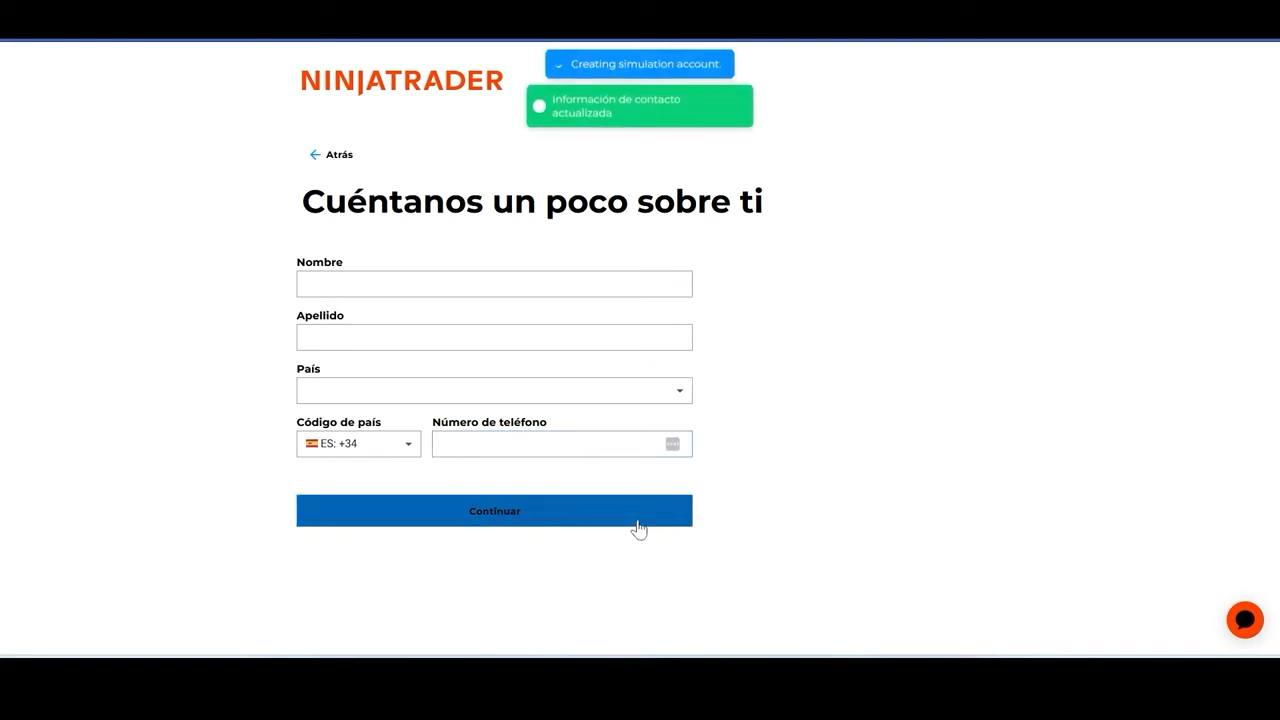 Creating simulation account.
NINJATRADER
Información de contacto
actualizada
Atrás
Cuéntanos un poco sobre ti
Nombre
Apellido
País
Código de país
Número de teléfono
ES: +34
Continuar